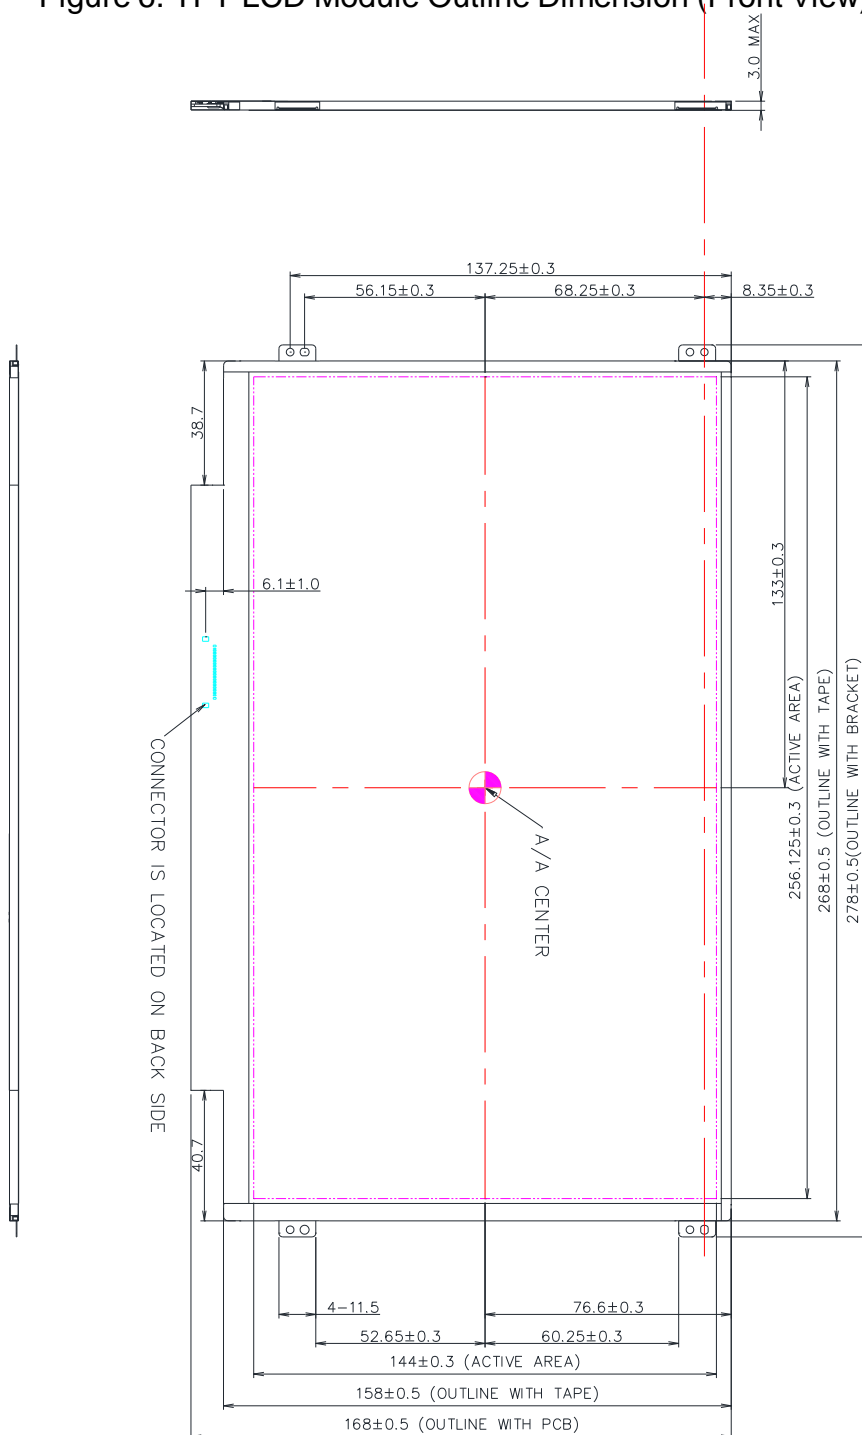 Figure 6. TFT-LCD Module Outline Dimension (Front View)
3.0 MAX
137.25±0.3
56.15±0.3
68.25±0.3
8.35±0.3
38.7
6.1±1.0
133±0.3
256.125±0.3 (ACTIVE AREA)
268±0.5 (OUTLINE WITH TAPE)
278±0.5(OUTLINE WITH BRACKET)
CONNECTOR IS LOCATED ON BACK SIDE
A/A CENTER
40.7
4-11.5
76.6±0.3
52.65±0.3
60.25±0.3
144±0.3 (ACTIVE AREA)
158±0.5 (OUTLINE WITH TAPE)
168±0.5 (OUTLINE WITH PCB)